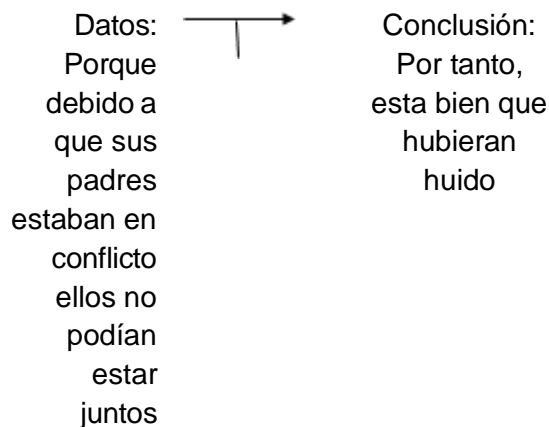 Datos:
Porque
debido a
que sus
padres
estaban en
conflicto
ellos no
podían
estar
juntos
Conclusión:
Por tanto,
esta bien que
hubieran
huido